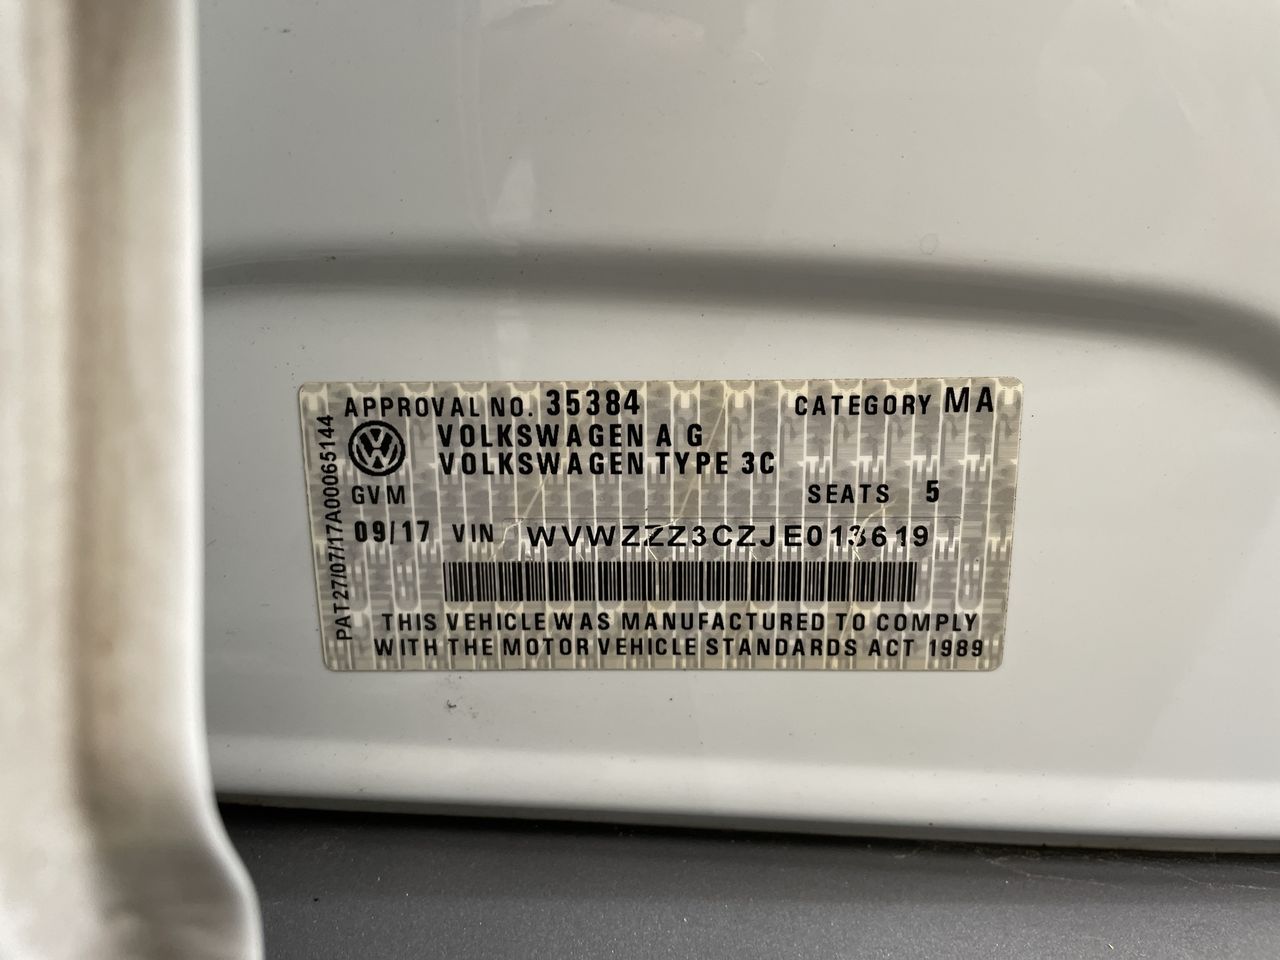 APPROVAL NO. 35384 CATEGORY MA
VOLKSWAGEN AG
VOLKSWAGEN TYPE 3C
GVM SEATS 5
09/17 VIN WVWZZZ3CZJE013619
THIS VEHICLE WAS MANUFACTURED TO COMPLY
WITH THE MOTOR VEHICLE STANDARDS ACT 1989
PAT27/07/17A00065144